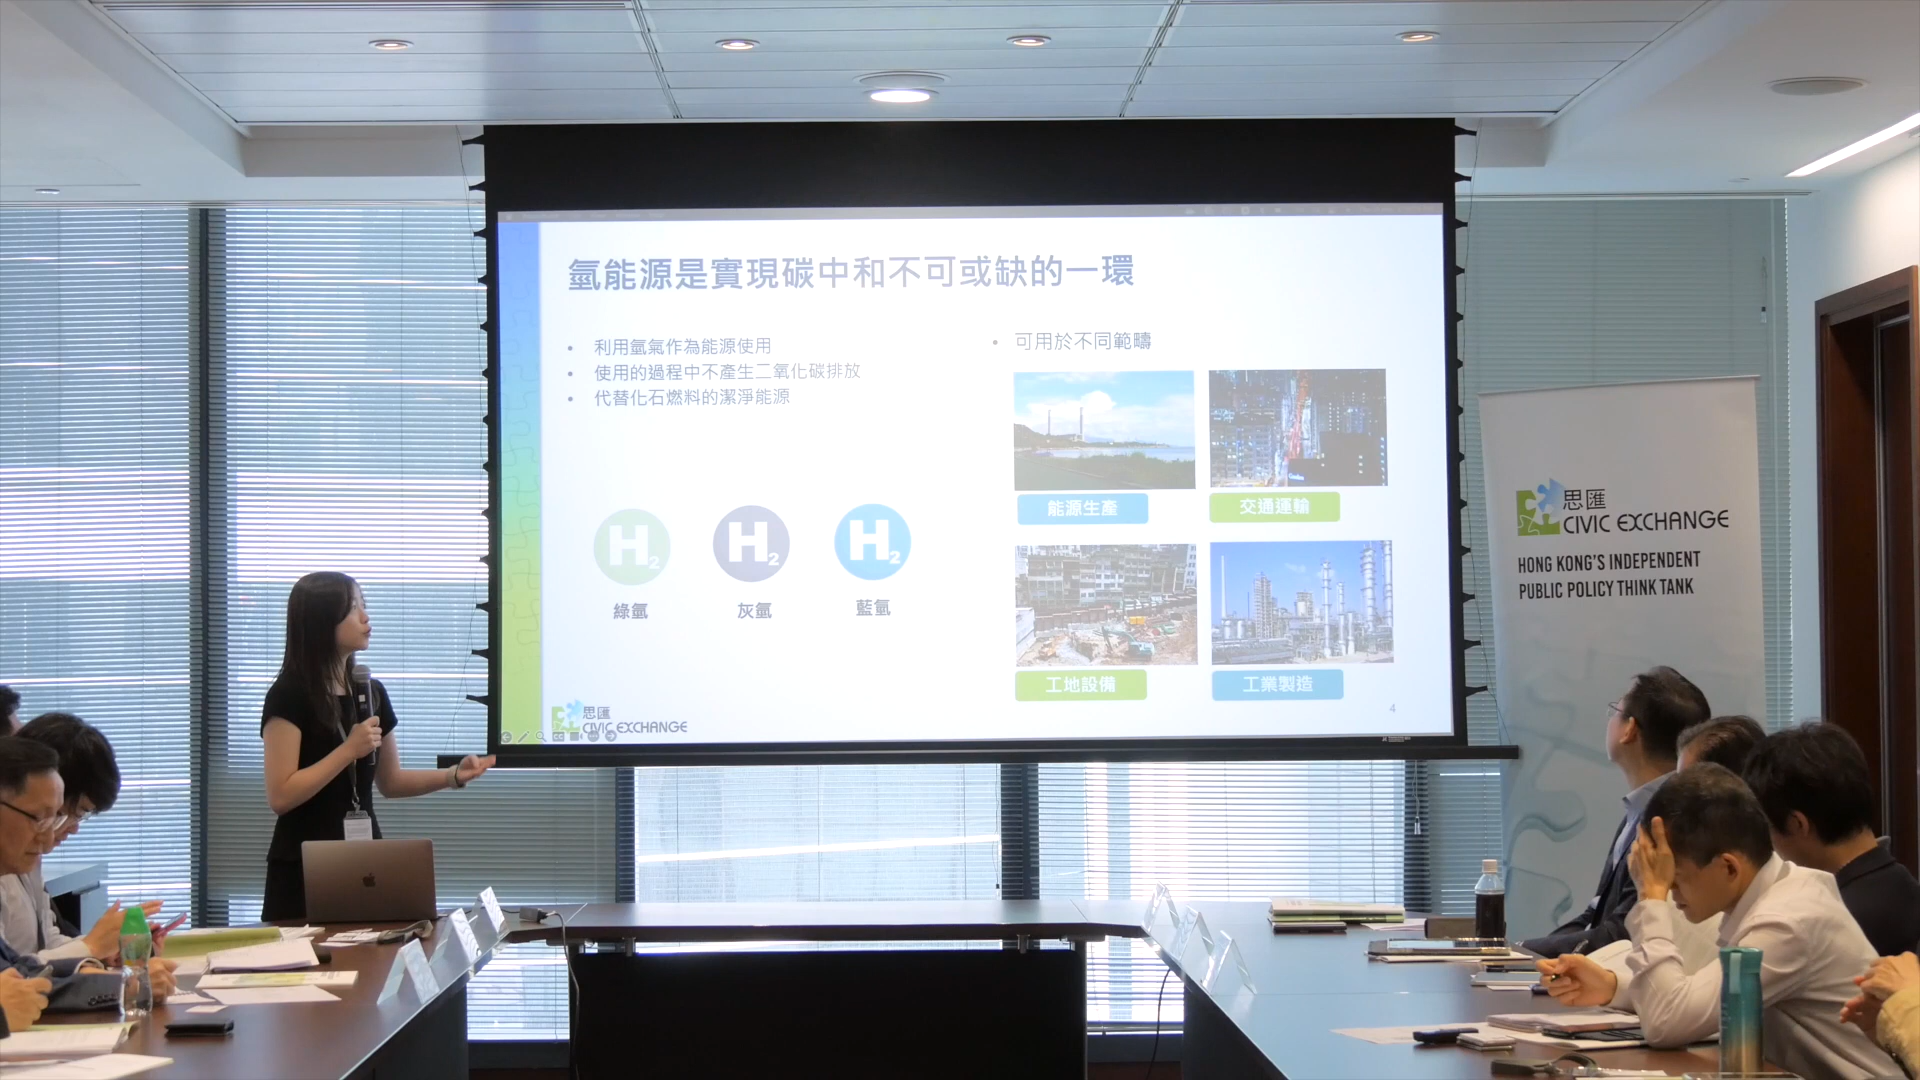 氫能源是實現碳中和不可或缺的一環
• 利用氫氣作為能源使用
• 使用的過程中不產生二氧化碳排放
• 代替化石燃料的潔淨能源
H2
綠氫
H2
灰氫
H2
藍氫
• 可用於不同範疇
能源生產
交通運輸
工地設備
工業製造
思匯
CIVIC EXCHANGE
4
思匯
CIVIC EXCHANGE
HONG KONG'S INDEPENDENT
PUBLIC POLICY THINK TANK